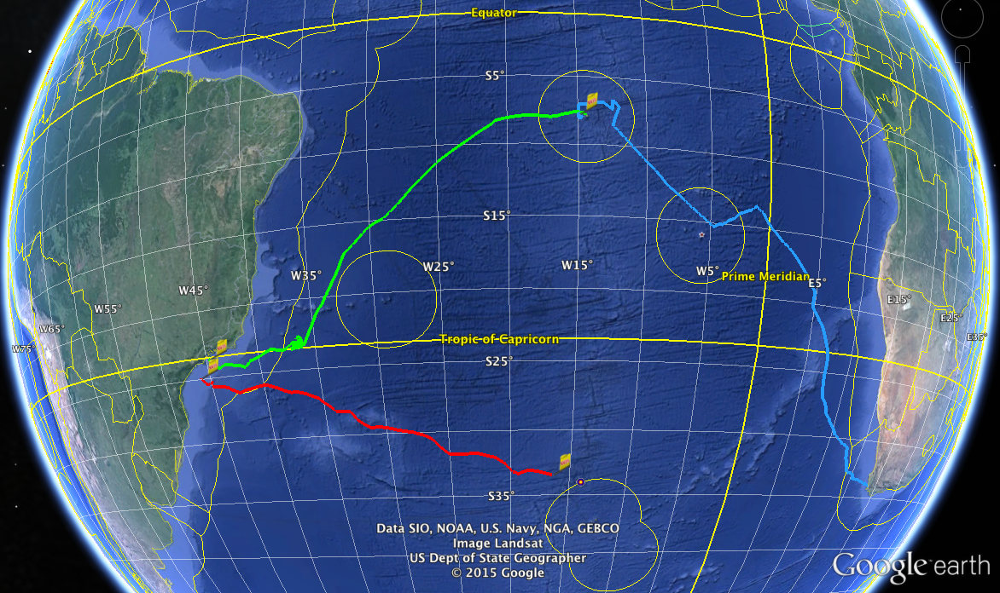 Equator
S5°
S15°
W35°
W25°
W15°
W5°
Prime Meridian
E5°
W45°
W55°
W65°
W75°
E15°
E25°
E35°
Tropic of Capricorn
S25°
S35°
Data SIO, NOAA, U.S. Navy, NGA, GEBCO
Image Landsat
US Dept of State Geographer
© 2015 Google
Google earth